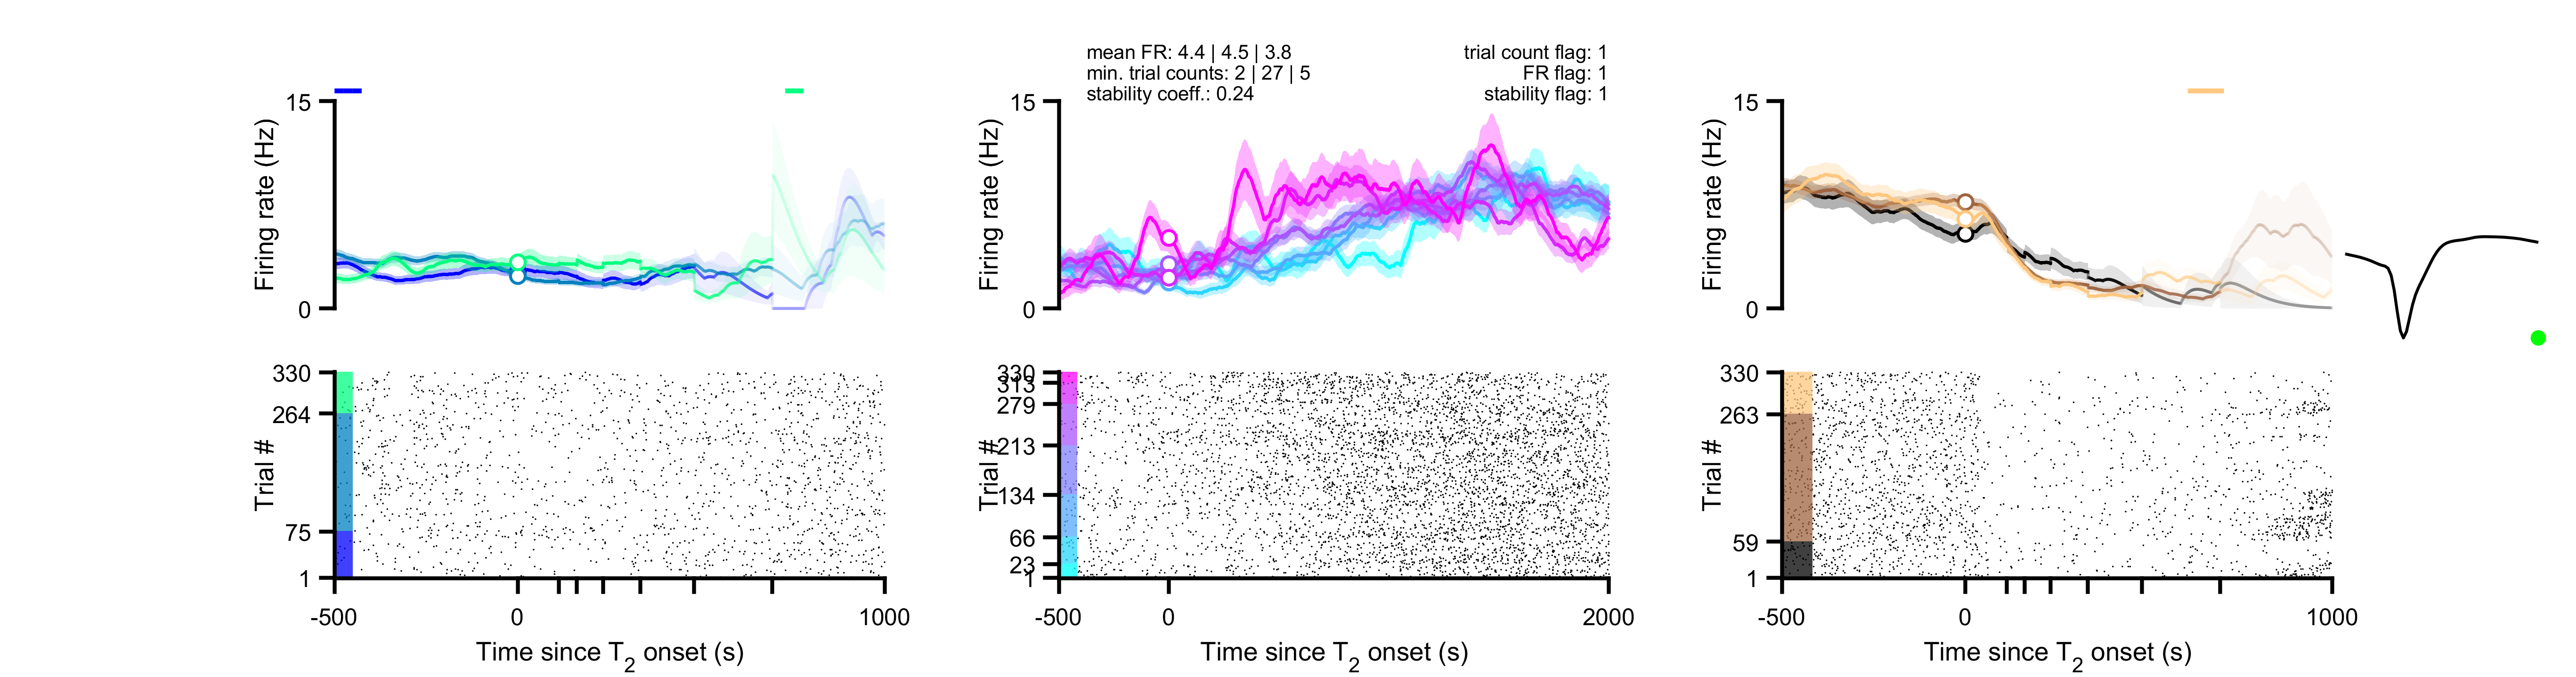 mean FR: 4.4 | 4.5 | 3.8
min. trial counts: 2 | 27 | 5
stability coeff.: 0.24
trial count flag: 1
FR flag: 1
stability flag: 1
15
Firing rate (Hz)
0
330
264
Trial #
75
1
-500
0
1000
Time since T2 onset (s)
15
Firing rate (Hz)
0
330
313
279
213
Trial #
134
66
23
1
-500
0
2000
Time since T2 onset (s)
15
Firing rate (Hz)
0
330
263
Trial #
59
1
-500
0
1000
Time since T2 onset (s)